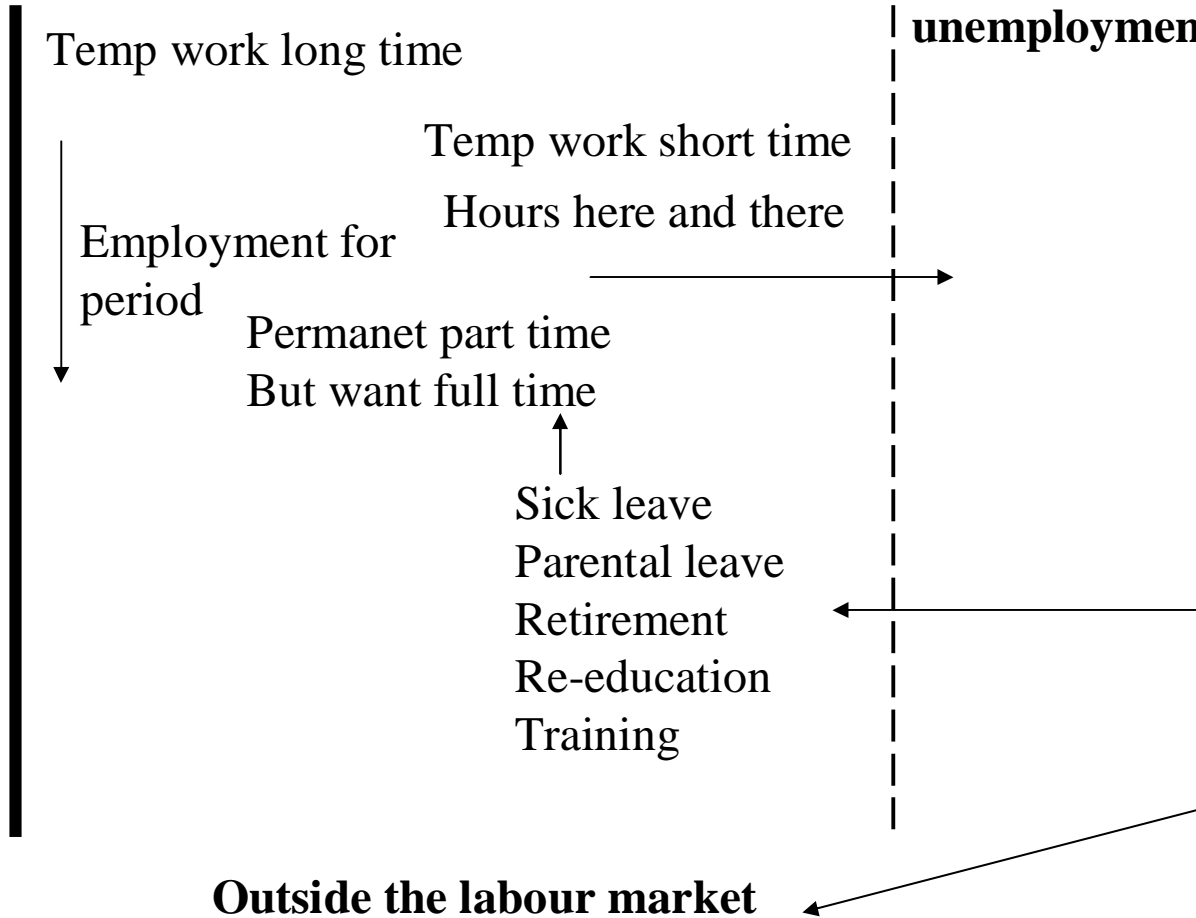 Temp work long time
unemploymen
Temp work short time
Hours here and there
Employment for
period
Permanet part time
But want full time
Sick leave
Parental leave
Retirement
Re-education
Training
Outside the labour market